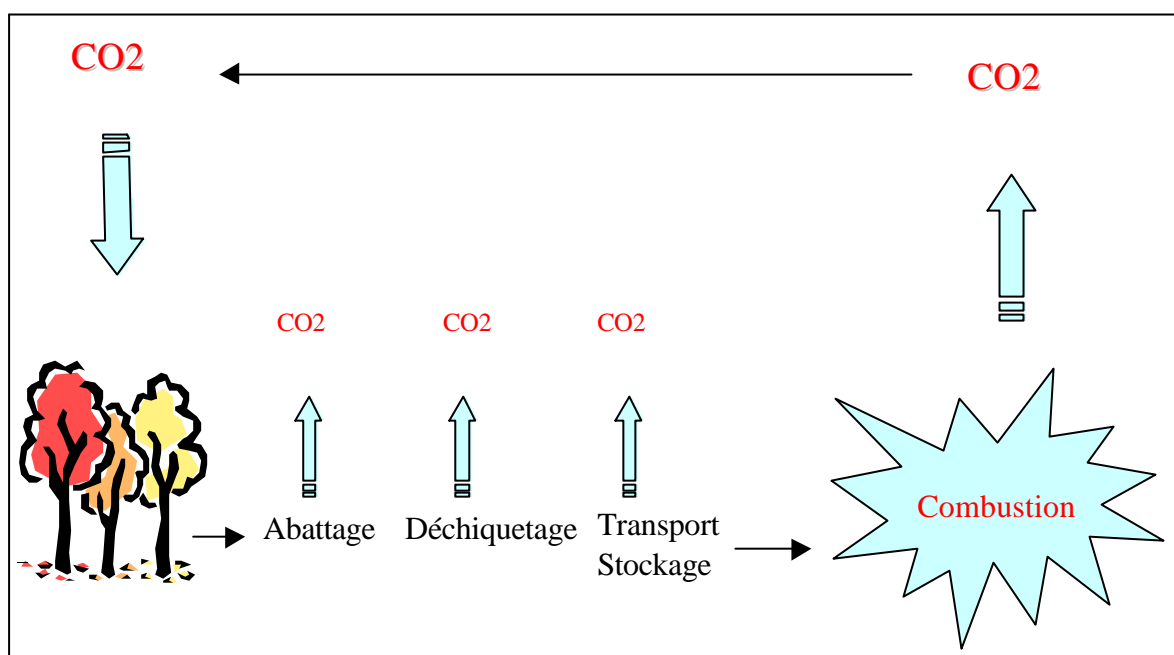 CO2
CO2
CO2
CO2
CO2
Abattage
Déchiquetage
Transport
Stockage
Combustion